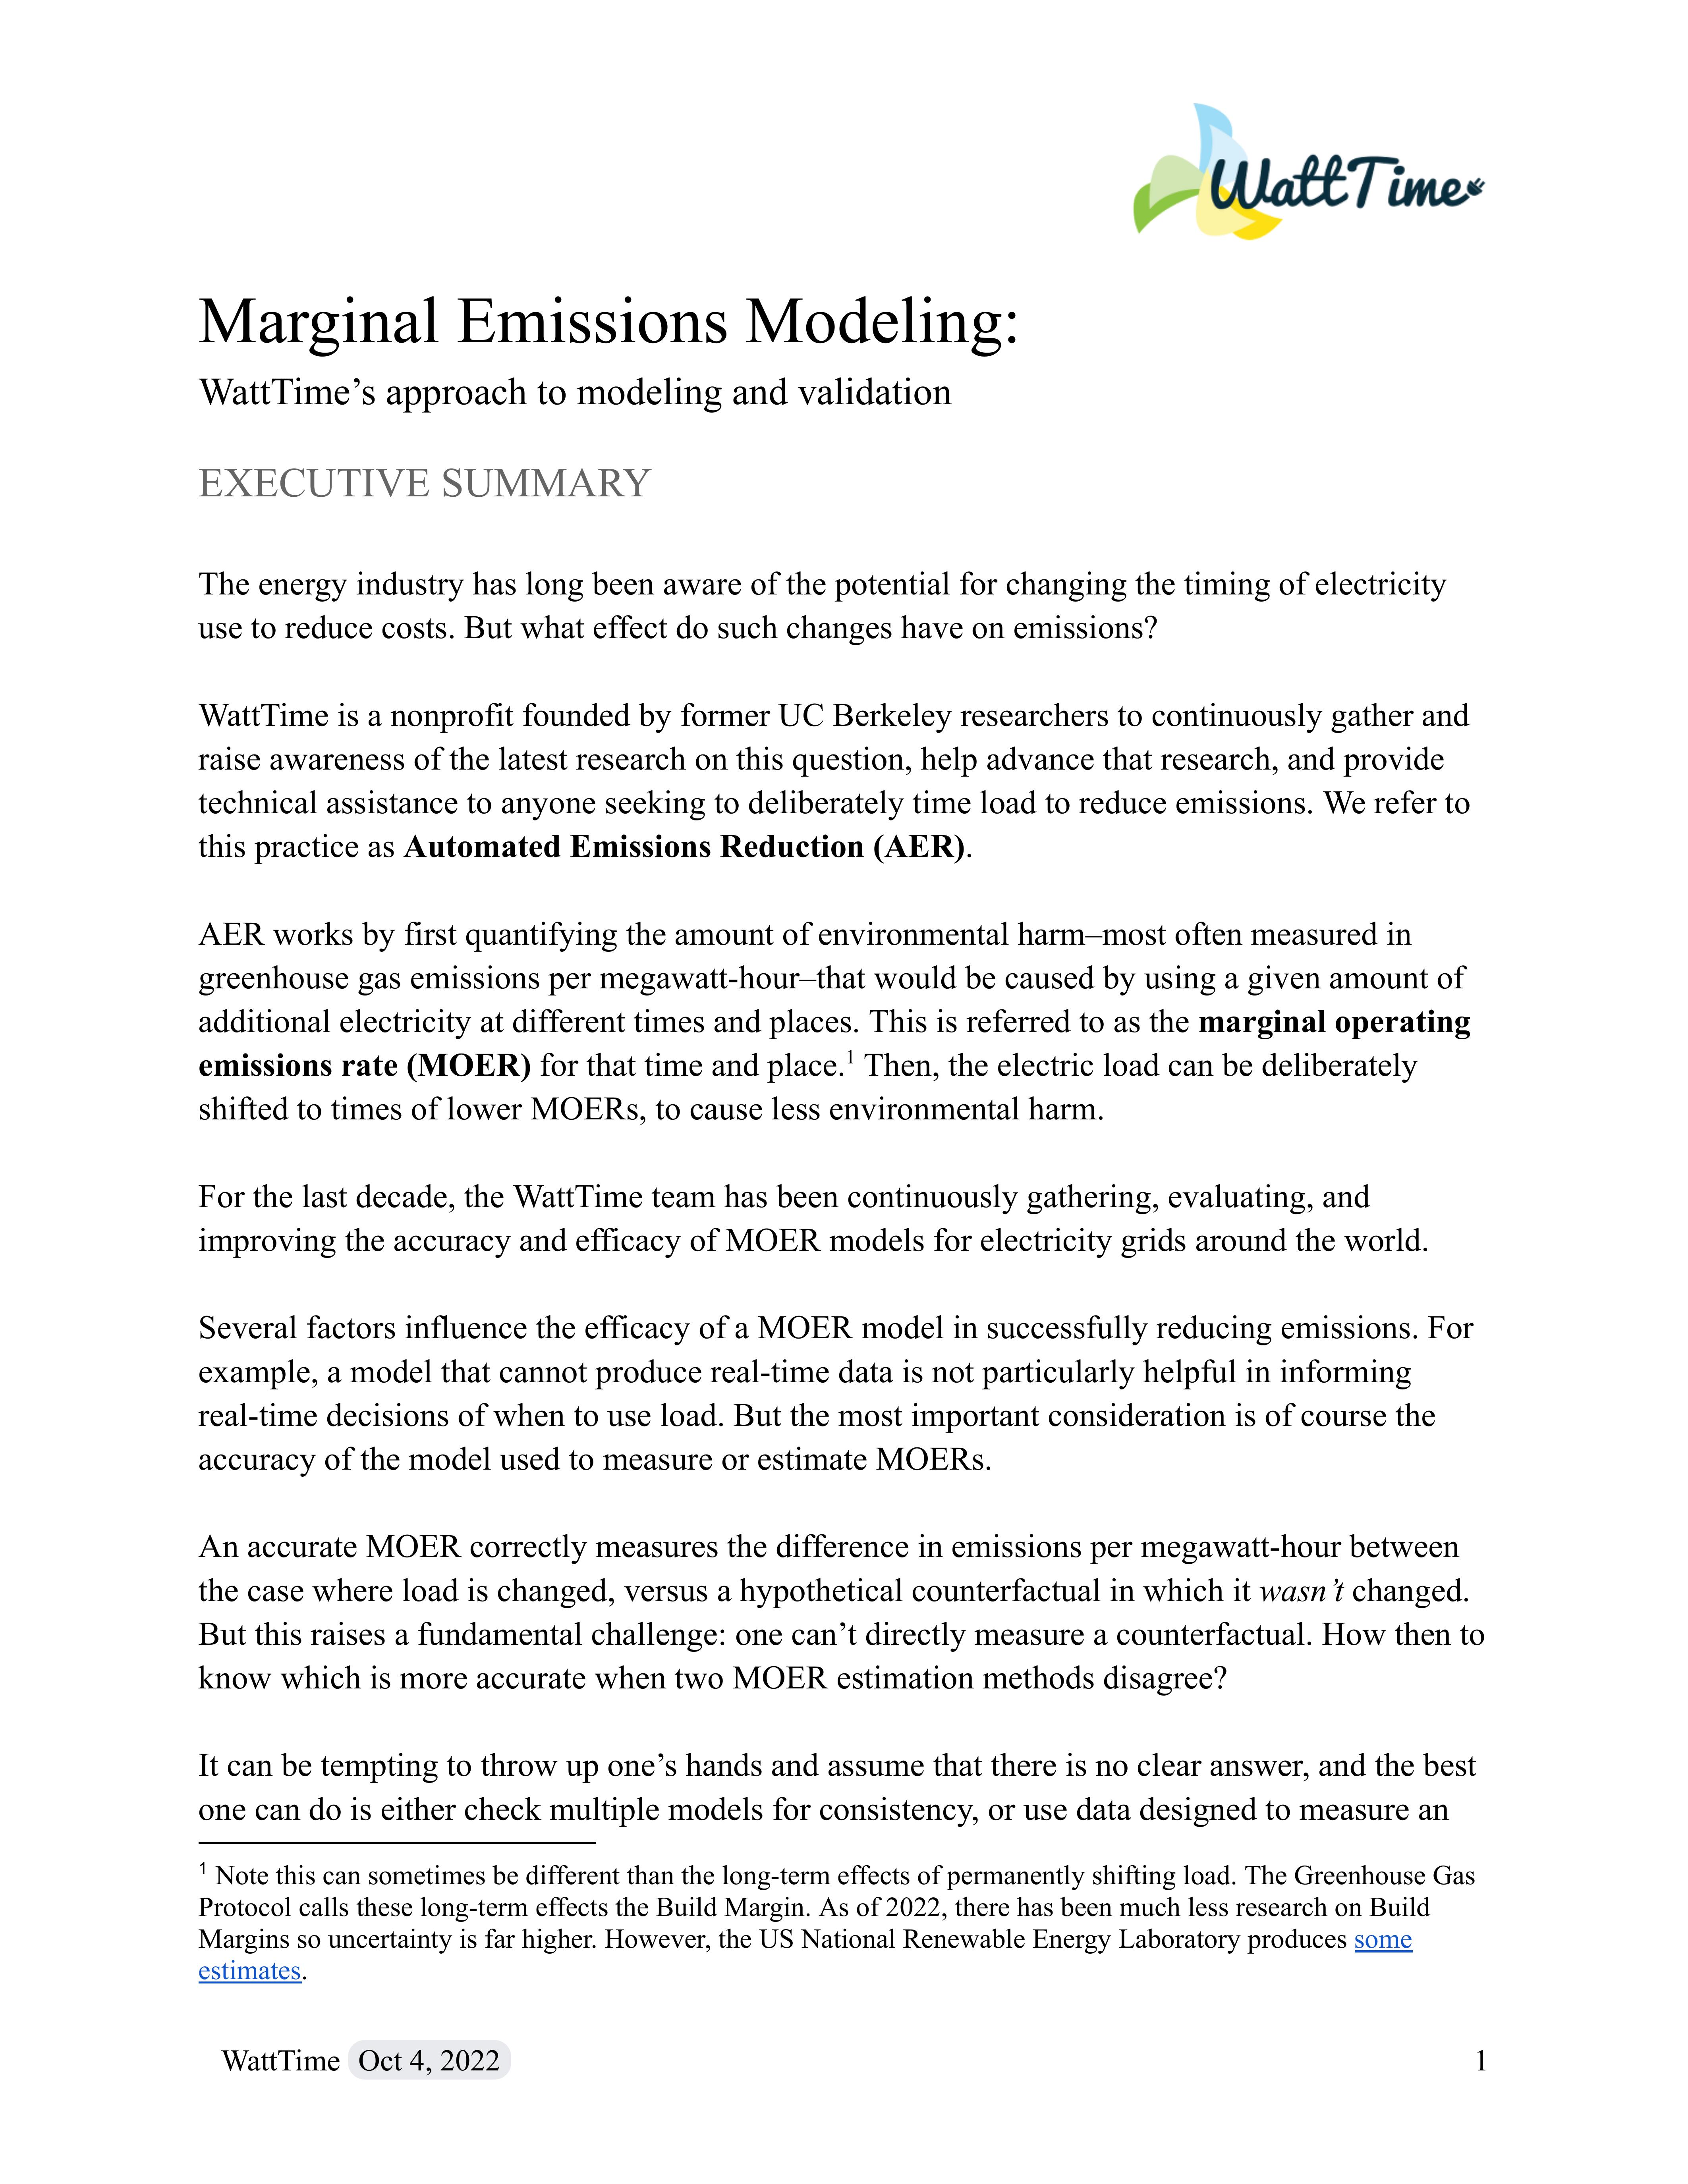 WattTime
Marginal Emissions Modeling:
WattTime’s approach to modeling and validation
EXECUTIVE SUMMARY
The energy industry has long been aware of the potential for changing the timing of electricity
use to reduce costs. But what effect do such changes have on emissions?
WattTime is a nonprofit founded by former UC Berkeley researchers to continuously gather and
raise awareness of the latest research on this question, help advance that research, and provide
technical assistance to anyone seeking to deliberately time load to reduce emissions. We refer to
this practice as Automated Emissions Reduction (AER).
AER works by first quantifying the amount of environmental harm–most often measured in
greenhouse gas emissions per megawatt-hour–that would be caused by using a given amount of
additional electricity at different times and places. This is referred to as the marginal operating
emissions rate (MOER) for that time and place.¹ Then, the electric load can be deliberately
shifted to times of lower MOERs, to cause less environmental harm.
For the last decade, the WattTime team has been continuously gathering, evaluating, and
improving the accuracy and efficacy of MOER models for electricity grids around the world.
Several factors influence the efficacy of a MOER model in successfully reducing emissions. For
example, a model that cannot produce real-time data is not particularly helpful in informing
real-time decisions of when to use load. But the most important consideration is of course the
accuracy of the model used to measure or estimate MOERs.
An accurate MOER correctly measures the difference in emissions per megawatt-hour between
the case where load is changed, versus a hypothetical counterfactual in which it wasn’t changed.
But this raises a fundamental challenge: one can’t directly measure a counterfactual. How then to
know which is more accurate when two MOER estimation methods disagree?
It can be tempting to throw up one’s hands and assume that there is no clear answer, and the best
one can do is either check multiple models for consistency, or use data designed to measure an
¹ Note this can sometimes be different than the long-term effects of permanently shifting load. The Greenhouse Gas
Protocol calls these long-term effects the Build Margin. As of 2022, there has been much less research on Build
Margins so uncertainty is far higher. However, the US National Renewable Energy Laboratory produces some
estimates.
WattTime Oct 4, 2022 1